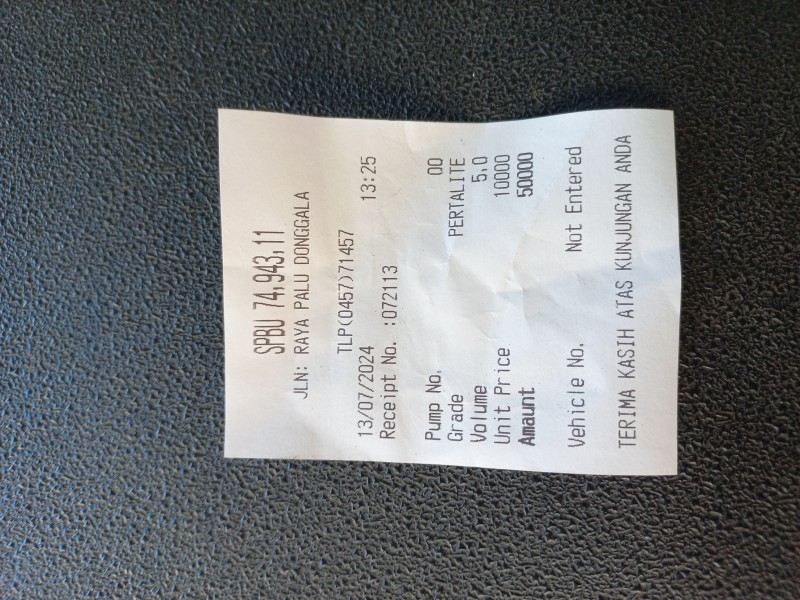 SPBU 74,943.11
JLN: RAYA PALU DONGGALA
TLP(0457)71457
13/07/2024 13:25
Receipt No. :072113
Pump No. 00
Grade PERTALITE
Volume 5,0
Unit Price 10000
Amaunt 50000
Vehicle No. Not Entered
TERIMA KASIH ATAS KUNJUNGAN ANDA